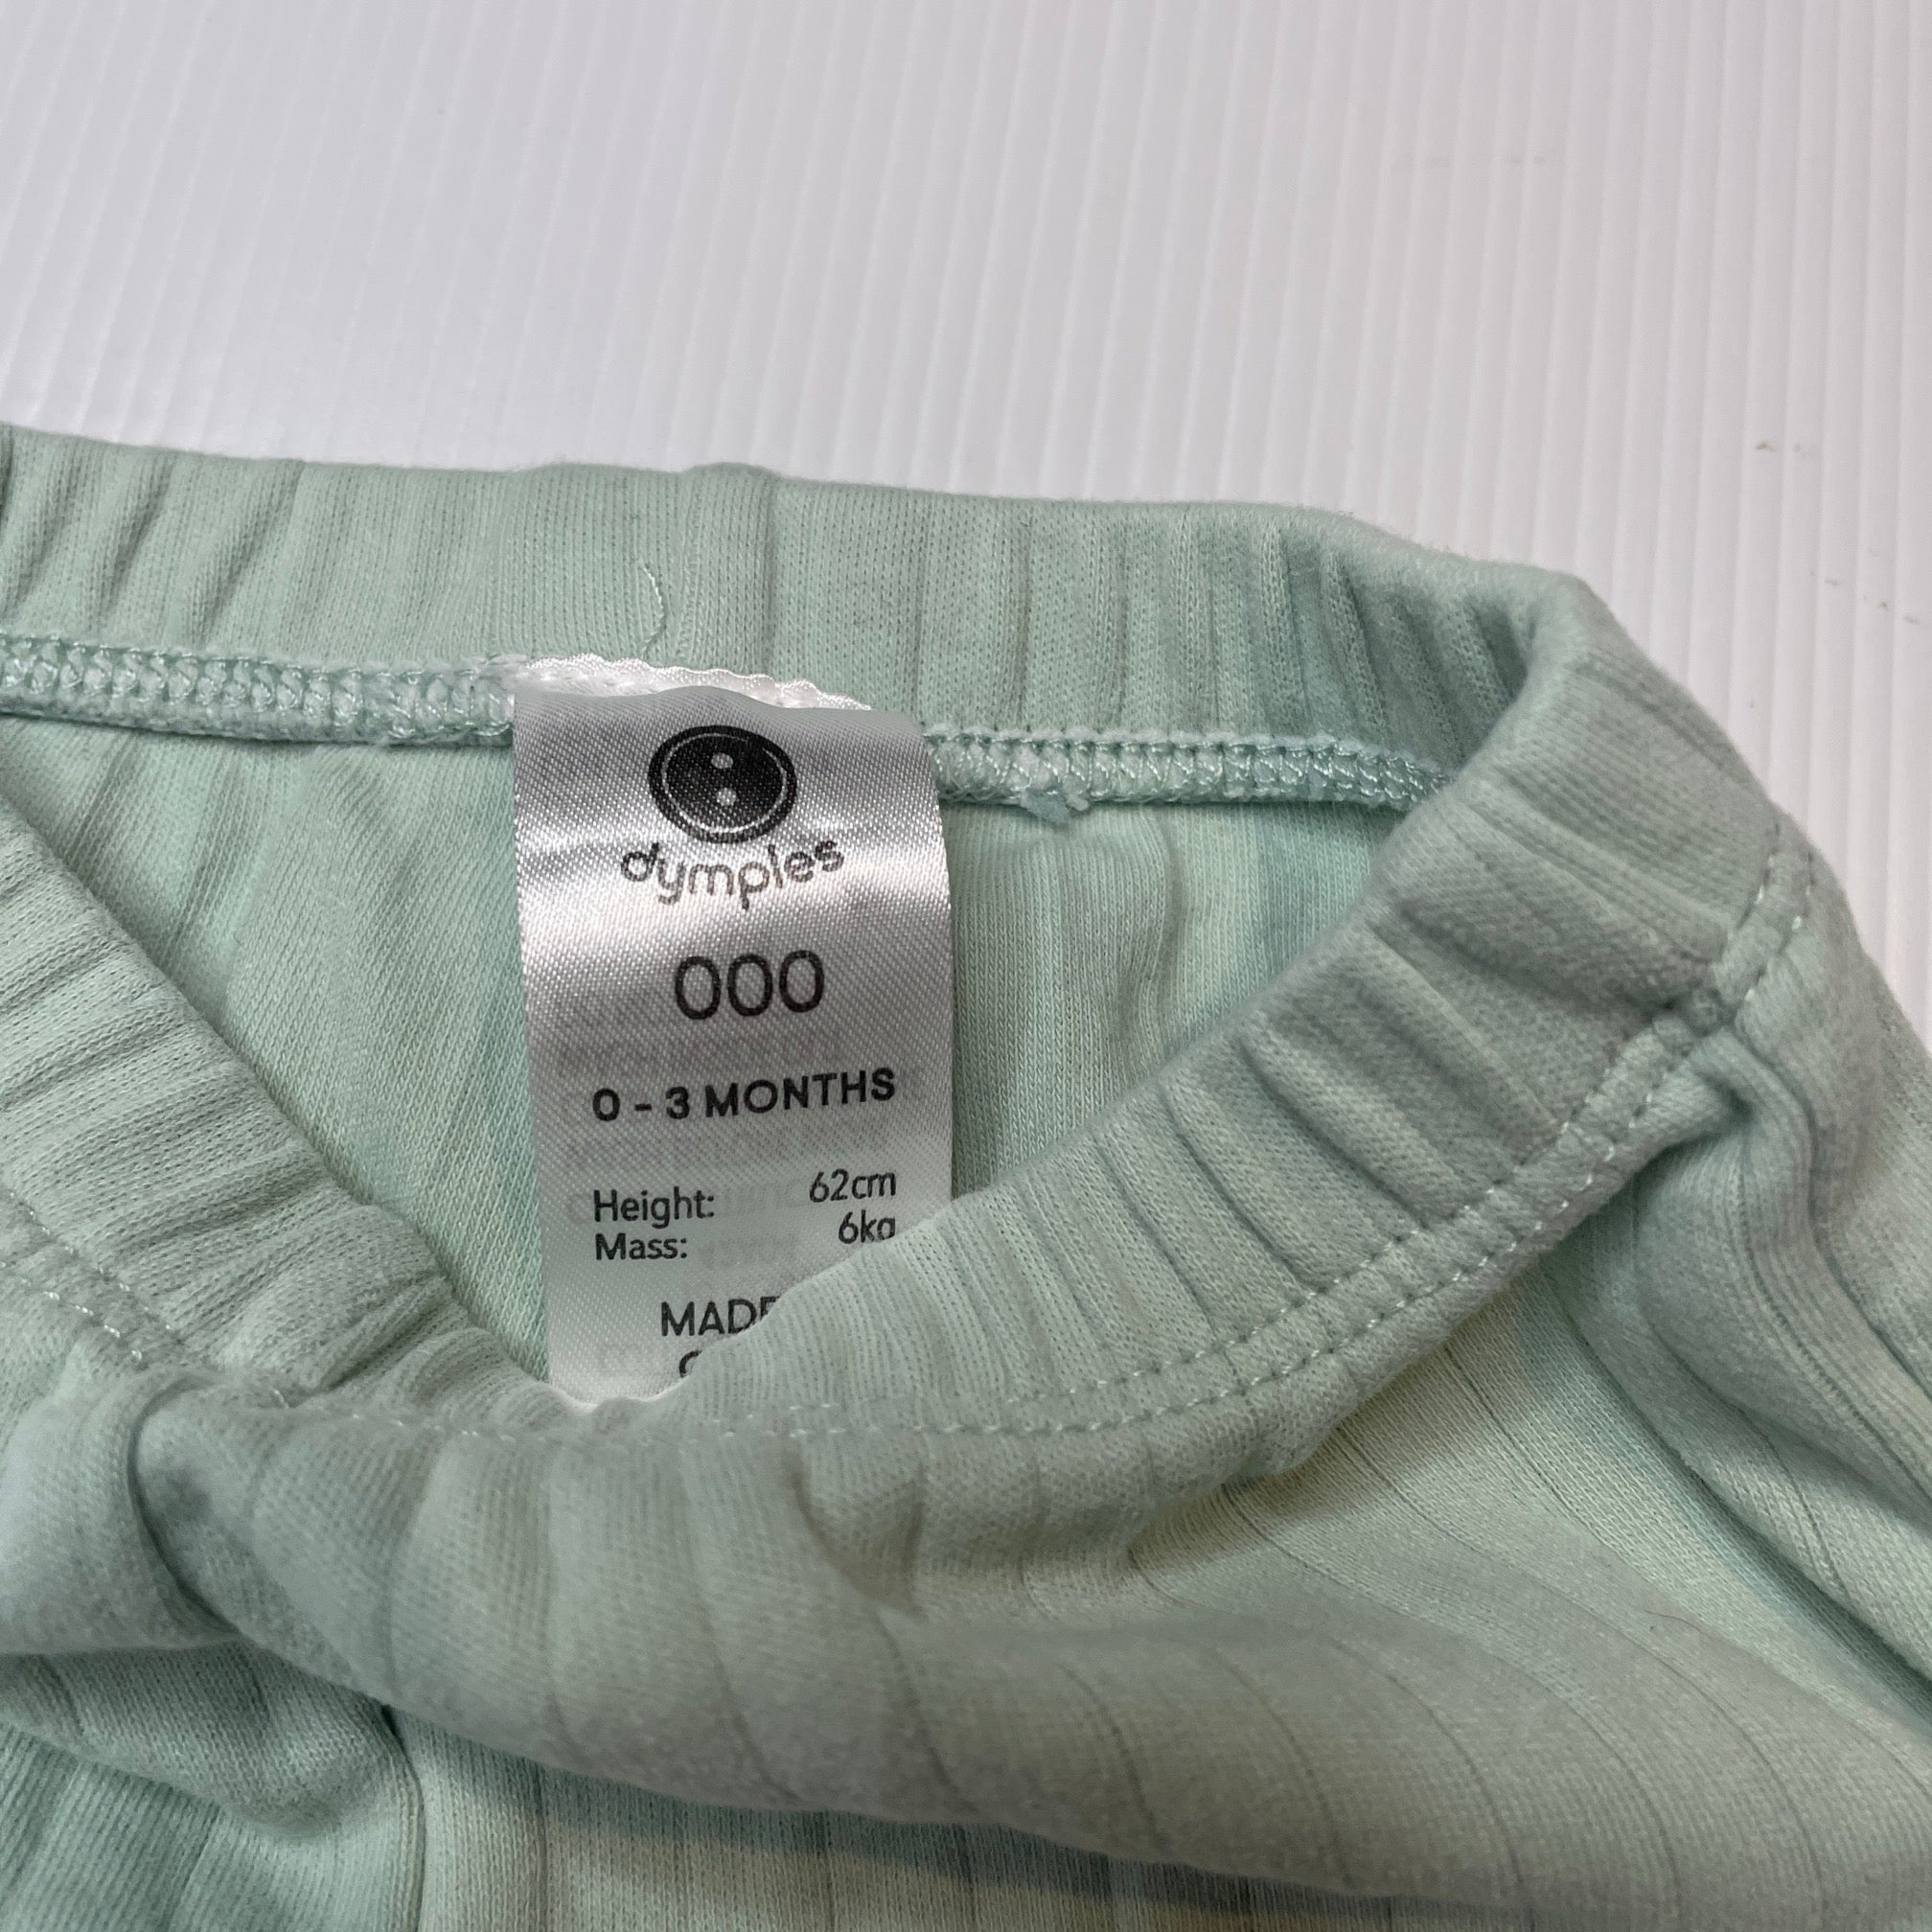 dymples
000
0 - 3 MONTHS
Height: 62cm
Mass: 6kg
MADE